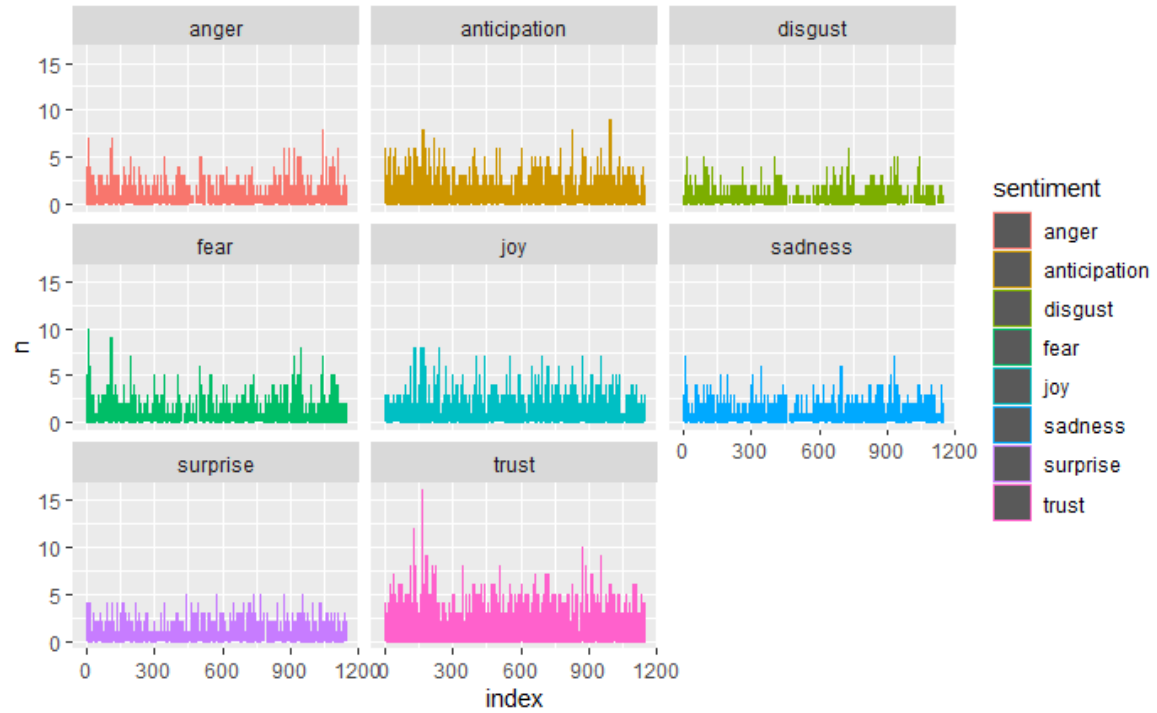 anger anticipation disgust
15
10
5
0
fear joy sadness
15
10
5
0
0 300 600 900 1200
surprise trust
15
10
5
0
0 300 600 900 1200 0 300 600 900 1200
n
index
sentiment
anger
anticipation
disgust
fear
joy
sadness
surprise
trust